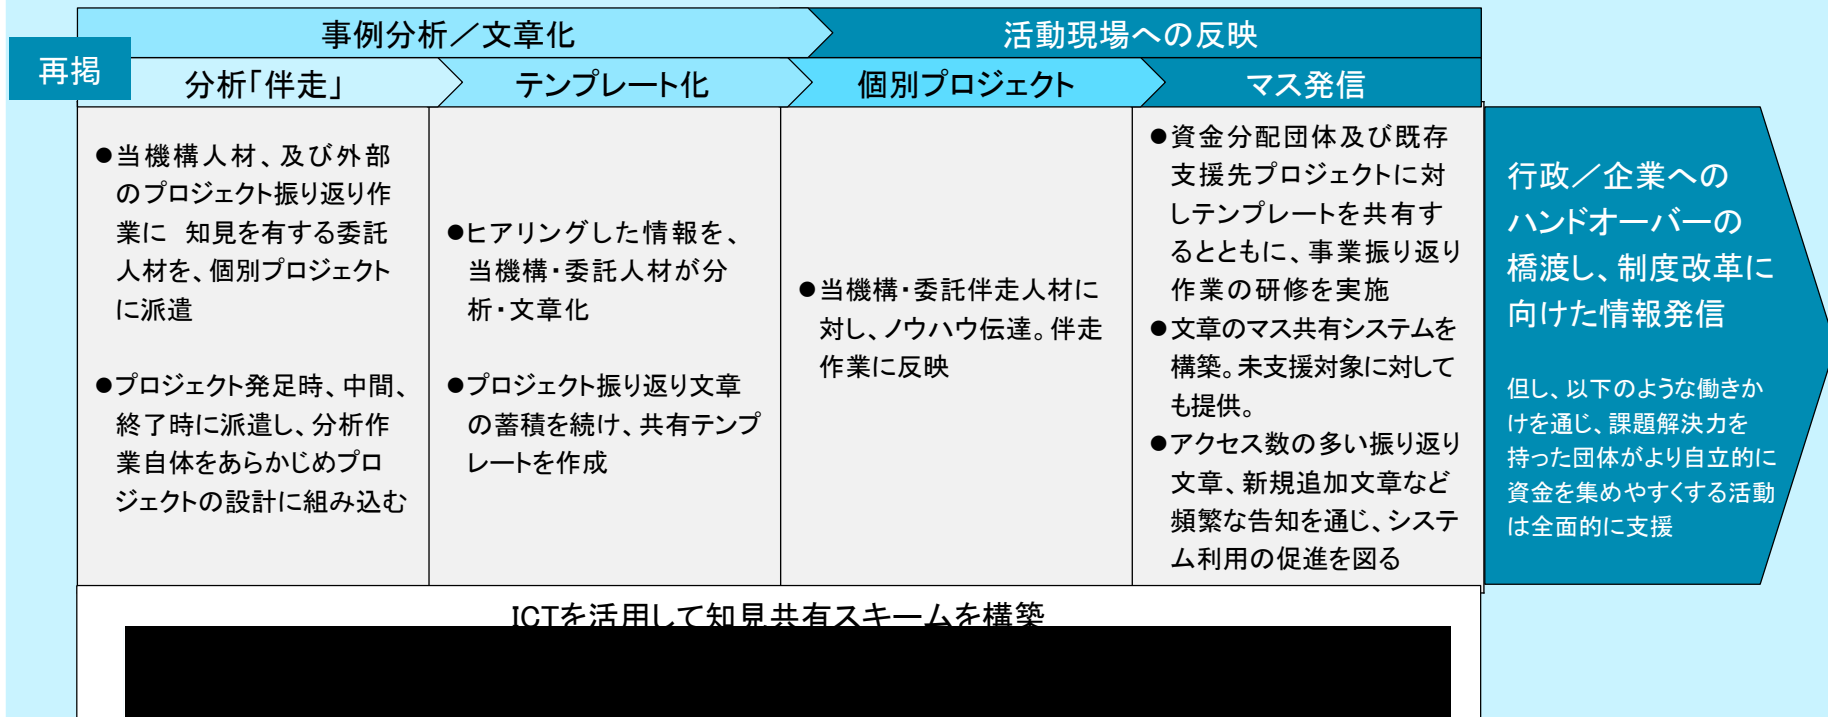 事例分析／文章化
活動現場への反映
再掲
分析「伴走」
テンプレート化
個別プロジェクト
マス発信
●当機構人材、及び外部
のプロジェクト振り返り作
業に　知見を有する委託
人材を、個別プロジェクト
に派遣
●プロジェクト発足時、中間、
終了時に派遣し、分析作
業自体をあらかじめプロ
ジェクトの設計に組み込む
●ヒアリングした情報を、
当機構・委託人材が分
析・文章化
●プロジェクト振り返り文章
の蓄積を続け、共有テンプ
レートを作成
●当機構・委託伴走人材に
対し、ノウハウ伝達。伴走
作業に反映
●資金分配団体及び既存
支援先プロジェクトに対
しテンプレートを共有す
るとともに、事業振り返り
作業の研修を実施
●文章のマス共有システムを
構築。未支援対象に対して
も提供。
●アクセス数の多い振り返り
文章、新規追加文章など
頻繁な告知を通じ、システ
ム利用の促進を図る
行政／企業への
ハンドオーバーの
橋渡し、制度改革に
向けた情報発信
但し、以下のような働きか
けを通じ、課題解決力を
持った団体がより自立的に
資金を集めやすくする活動
は全面的に支援
ICTを活用して知見共有スキームを構築